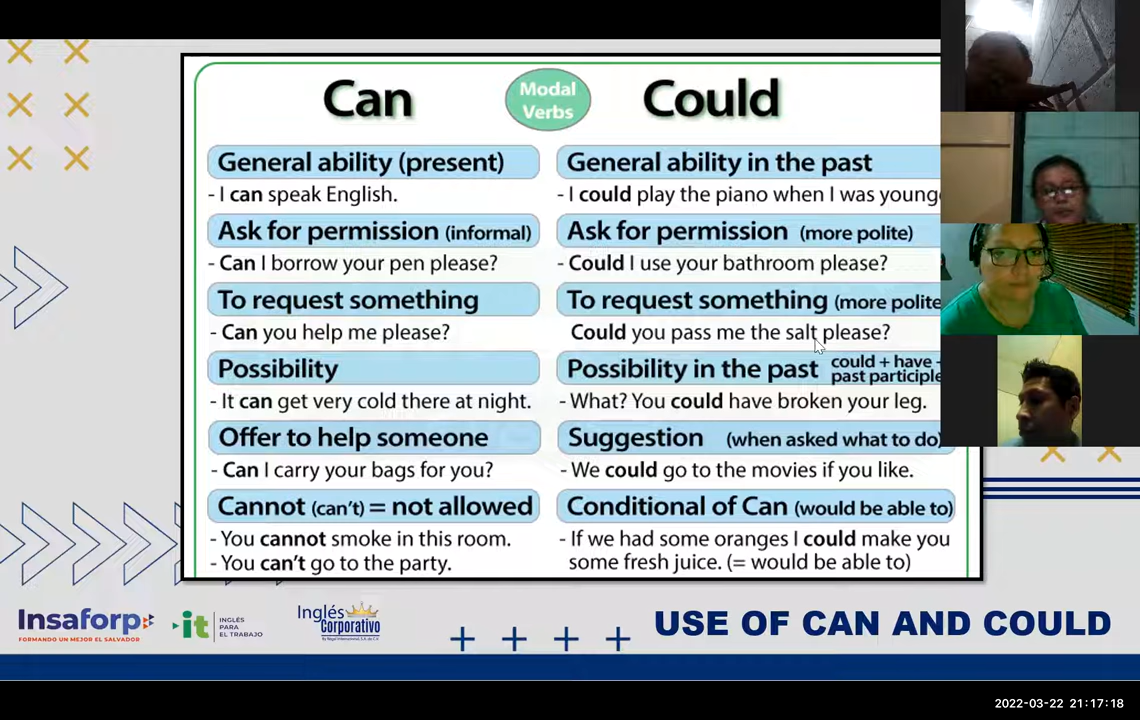 Can
Modal
Verbs
Could
General ability (present)
- I can speak English.
Ask for permission (informal)
- Can I borrow your pen please?
To request something
- Can you help me please?
Possibility
- It can get very cold there at night.
Offer to help someone
- Can I carry your bags for you?
Cannot (can't) = not allowed
- You cannot smoke in this room.
- You can't go to the party.
General ability in the past
- I could play the piano when I was young
Ask for permission (more polite)
- Could I use your bathroom please?
To request something (more polite
Could you pass me the salt please?
Possibility in the past could + have
past participle
- What? You could have broken your leg.
Suggestion (when asked what to do)
- We could go to the movies if you like.
Conditional of Can (would be able to)
- If we had some oranges I could make you
some fresh juice. (= would be able to)
Insaforp
FORMANDO UN MEJOR EL SALVADOR
it
INGLÉS
PARA
EL TRABAJO
Inglés
Corporativo
USE OF CAN AND COULD
2022-03-22 21:17:18